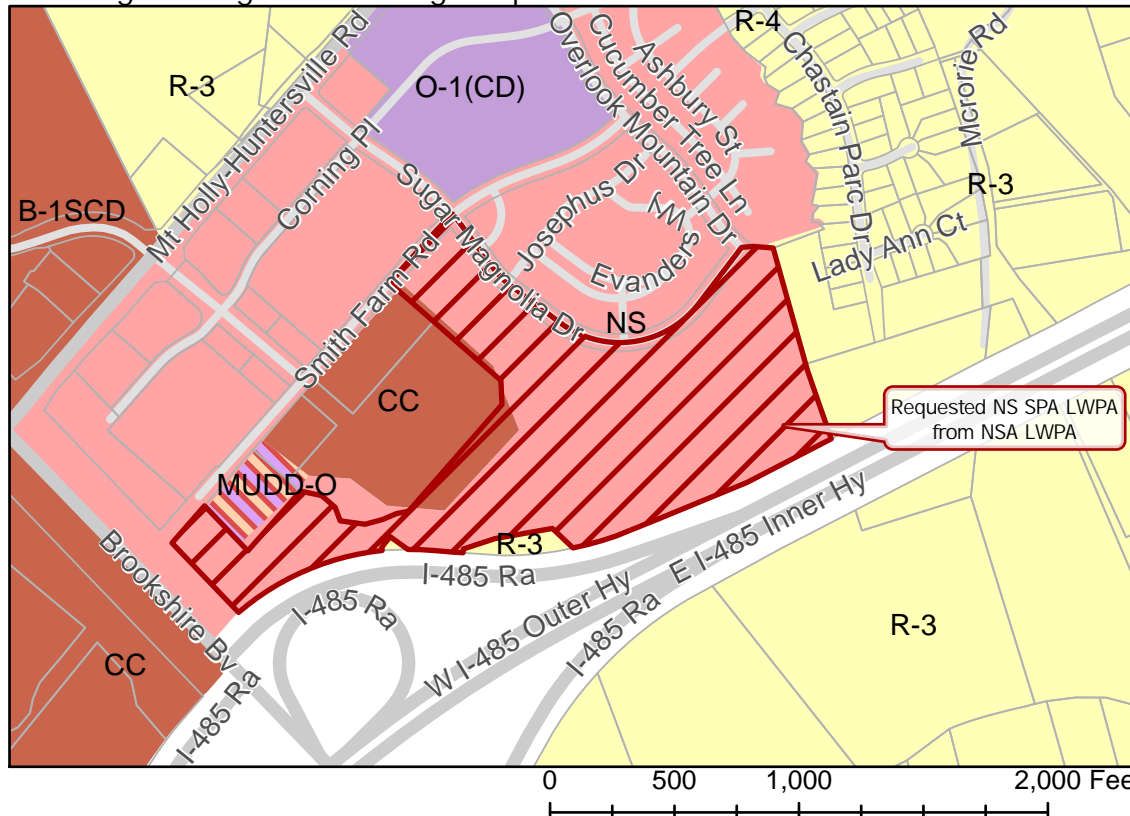 R-4
R-3
Mt Holly-Huntersville Rd
O-1(CD)
Overlook Mountain Dr
Cucumber Tree Ln
Ashbury St
Chastain Parc Dr
Mcrorie Rd
R-3
B-1SCD
Corning Pl
Sugar Magnolia Dr
Josephus Dr
Evanders Wy
Lady Ann Ct
Smith Farm Rd
NS
CC
Requested NS SPA LWPA
from NSA LWPA
MUDD-O
R-3
I-485 Ra
E I-485 Inner Hy
Brookshire Bv
I-485 Ra
W I-485 Outer Hy
I-485 Ra
R-3
CC
I-485 Ra
0 500 1,000 2,000 Fee